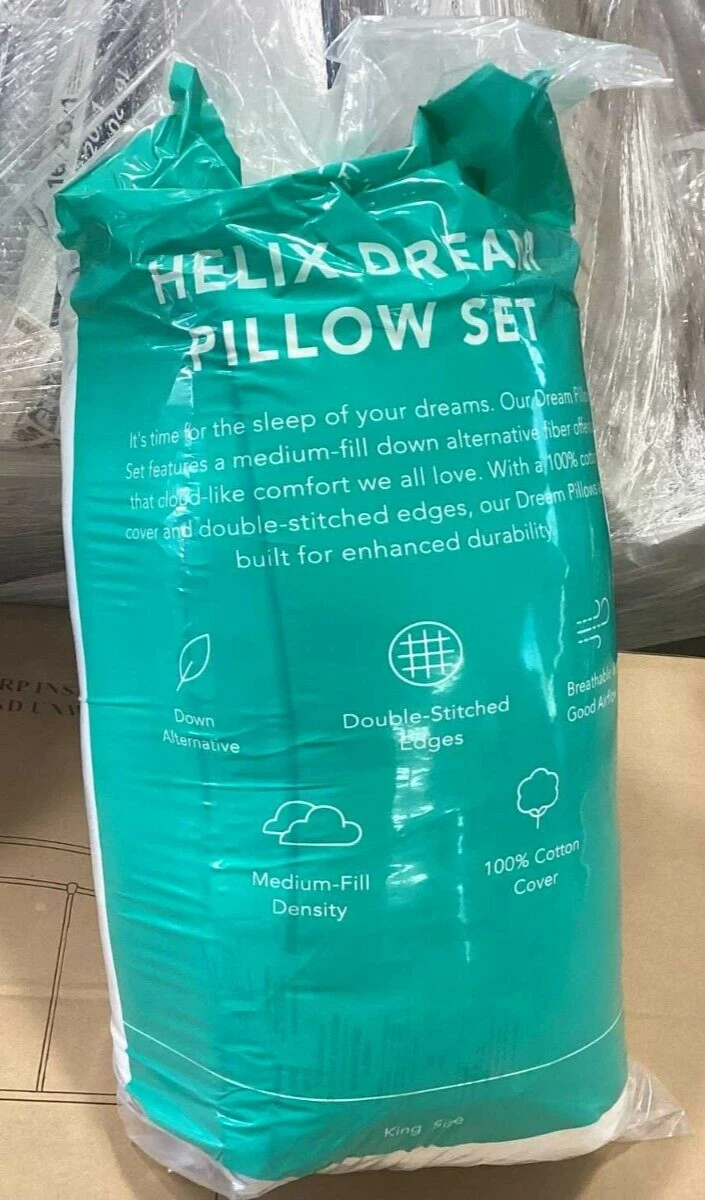 HELIX DREAM
PILLOW SET
It's time for the sleep of your dreams. Our Dream
Set features a medium-fill down alternative fiber
that cloud-like comfort we all love. With a 100%
cover and double-stitched edges, our Dream Pillows
built for enhanced durability
Down
Alternative
Double-Stitched
Edges
Breathable
Good
Medium-Fill
Density
100% Cotton
Cover
King Size